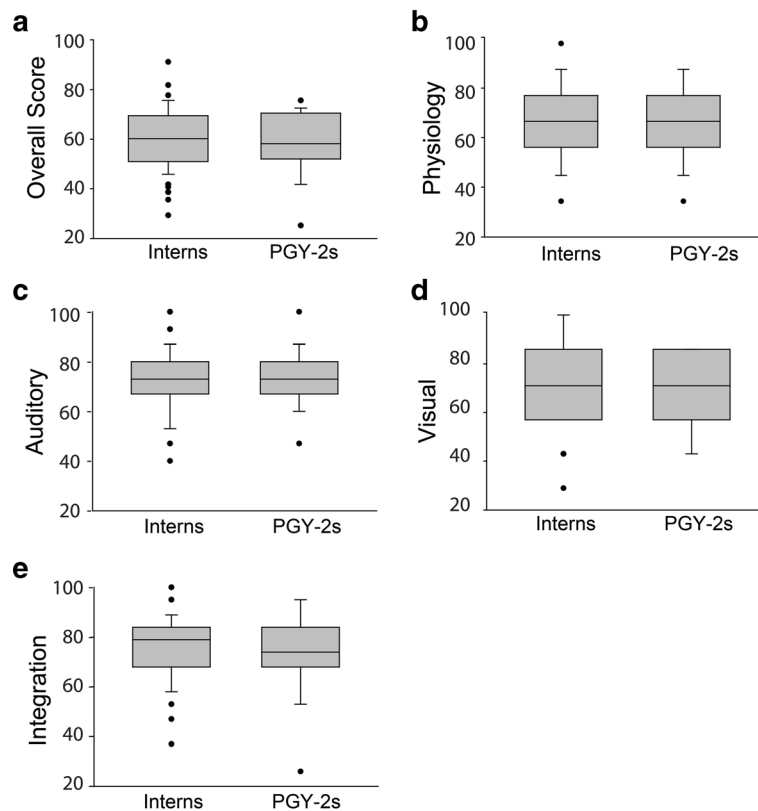 a
100
80
60
40
20
Overall Score
Interns
PGY-2s
b
100
80
60
40
20
Physiology
Interns
PGY-2s
c
100
80
60
40
20
Auditory
Interns
PGY-2s
d
100
80
60
40
20
Visual
Interns
PGY-2s
e
100
80
60
40
20
Integration
Interns
PGY-2s